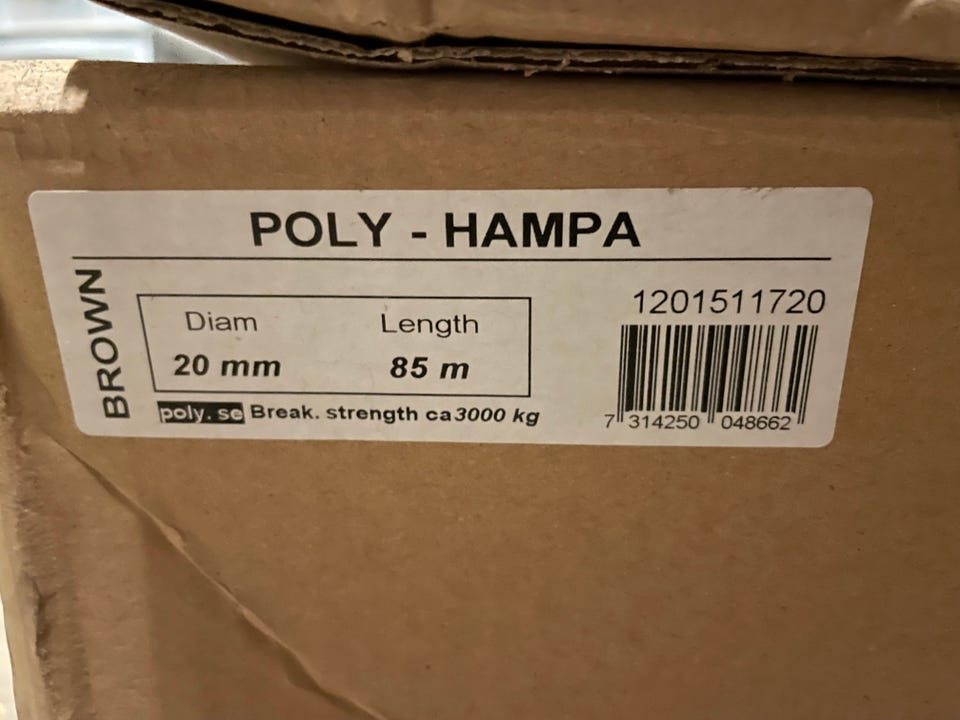 POLY - HAMPA
BROWN
Diam Length
20 mm 85 m
poly.se Break. strength ca 3000 kg
1201511720
7 314250 048662